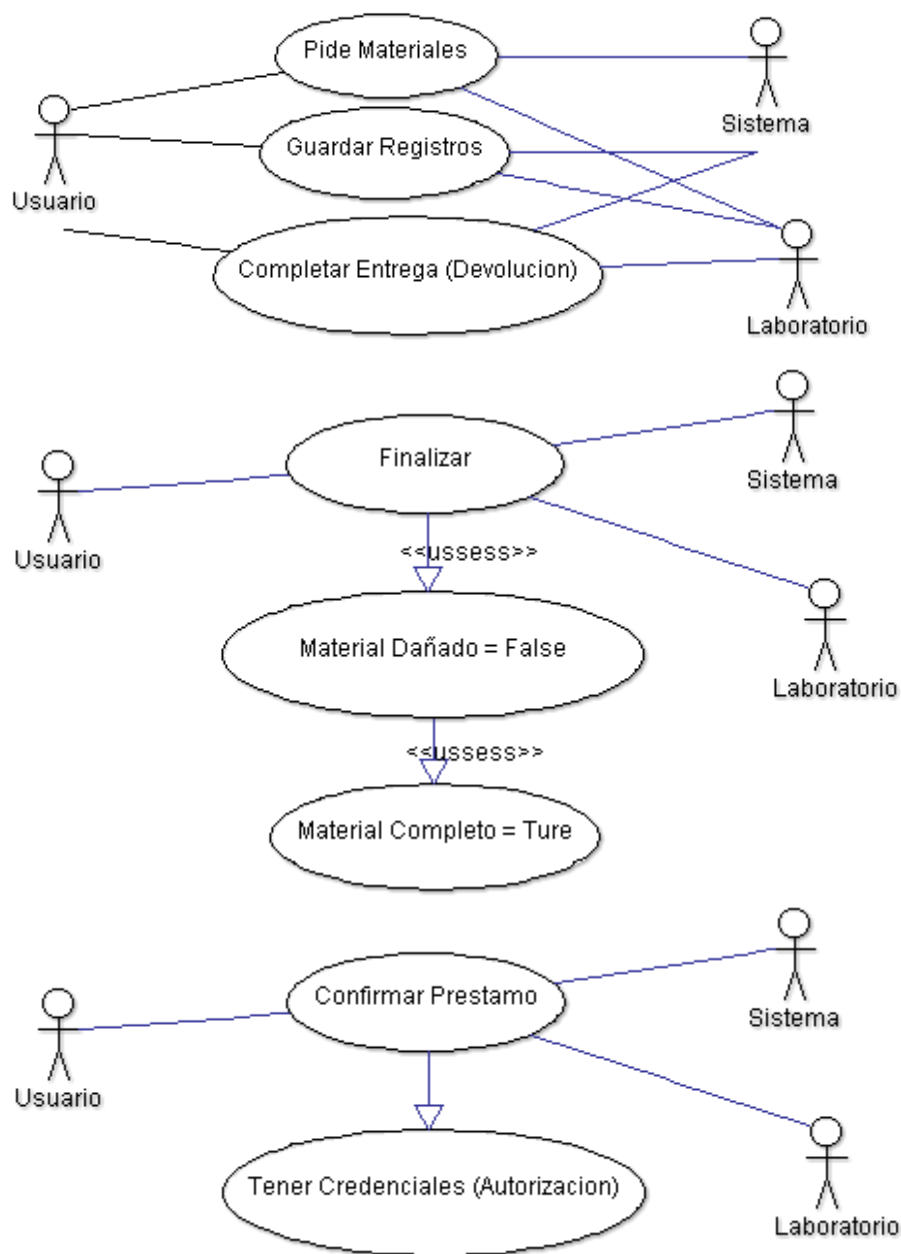 Pide Materiales
Sistema
Guardar Registros
Usuario
Completar Entrega (Devolucion)
Laboratorio
Finalizar
Sistema
Usuario
<<ussess>>
Material Dañado = False
Laboratorio
<<ussess>>
Material Completo = Ture
Confirmar Prestamo
Sistema
Usuario
Tener Credenciales (Autorizacion)
Laboratorio